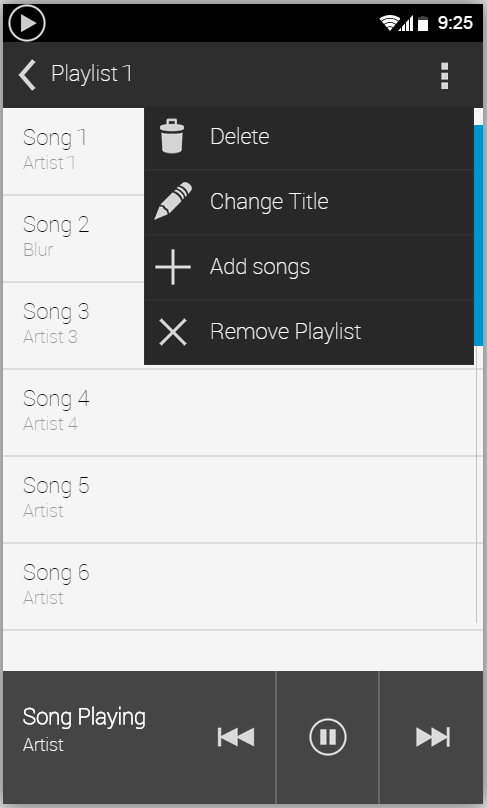 9:25
Playlist 1
Song 1
Artist 1
Delete
Song 2
Blur
Change Title
Song 3
Artist 3
Add songs
Remove Playlist
Song 4
Artist 4
Song 5
Artist
Song 6
Artist
Song Playing
Artist